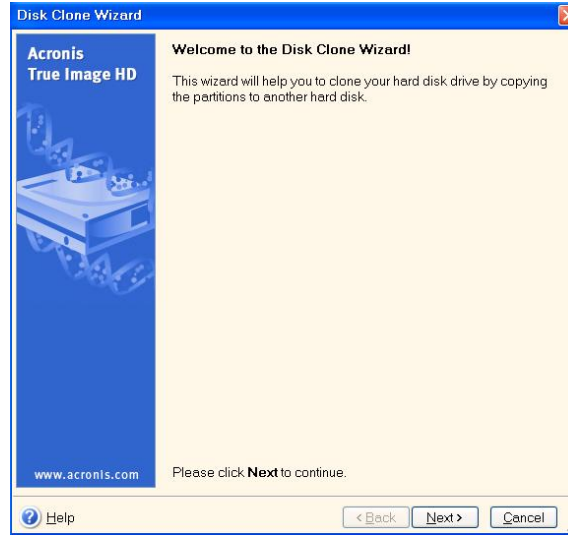 Disk Clone Wizard
Acronis
True Image HD
Welcome to the Disk Clone Wizard!
This wizard will help you to clone your hard disk drive by copying
the partitions to another hard disk.
www.acronis.com
Please click Next to continue.
Help
< Back
Next >
Cancel